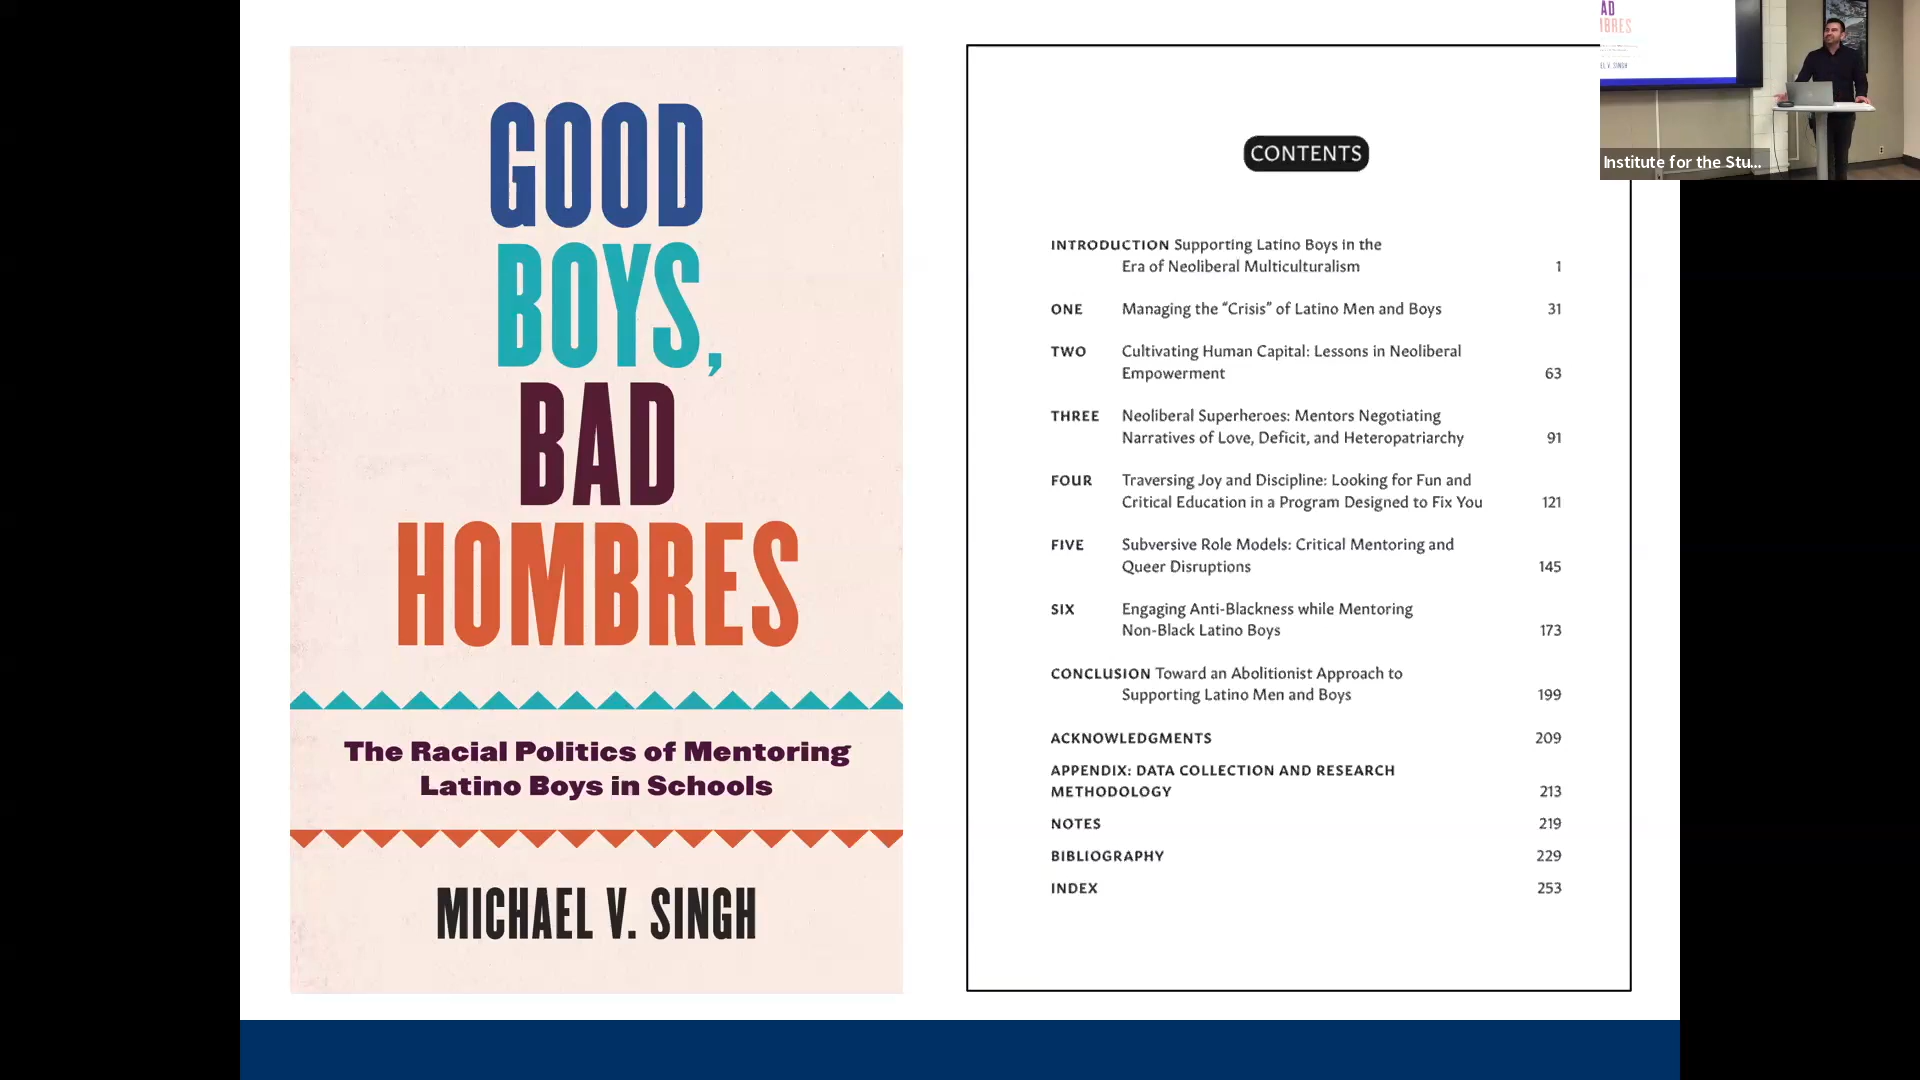 GOOD
BOYS,
BAD
HOMBRES
The Racial Politics of Mentoring
Latino Boys in Schools
MICHAEL V. SINGH
CONTENTS
INTRODUCTION Supporting Latino Boys in the
Era of Neoliberal Multiculturalism 1
ONE Managing the “Crisis” of Latino Men and Boys 31
TWO Cultivating Human Capital: Lessons in Neoliberal
Empowerment 63
THREE Neoliberal Superheroes: Mentors Negotiating
Narratives of Love, Deficit, and Heteropatriarchy 91
FOUR Traversing Joy and Discipline: Looking for Fun and
Critical Education in a Program Designed to Fix You 121
FIVE Subversive Role Models: Critical Mentoring and
Queer Disruptions 145
SIX Engaging Anti-Blackness while Mentoring
Non-Black Latino Boys 173
CONCLUSION Toward an Abolitionist Approach to
Supporting Latino Men and Boys 199
ACKNOWLEDGMENTS 209
APPENDIX: DATA COLLECTION AND RESEARCH
METHODOLOGY 213
NOTES 219
BIBLIOGRAPHY 229
INDEX 253
AD
MBRES
Institute for the Stu...